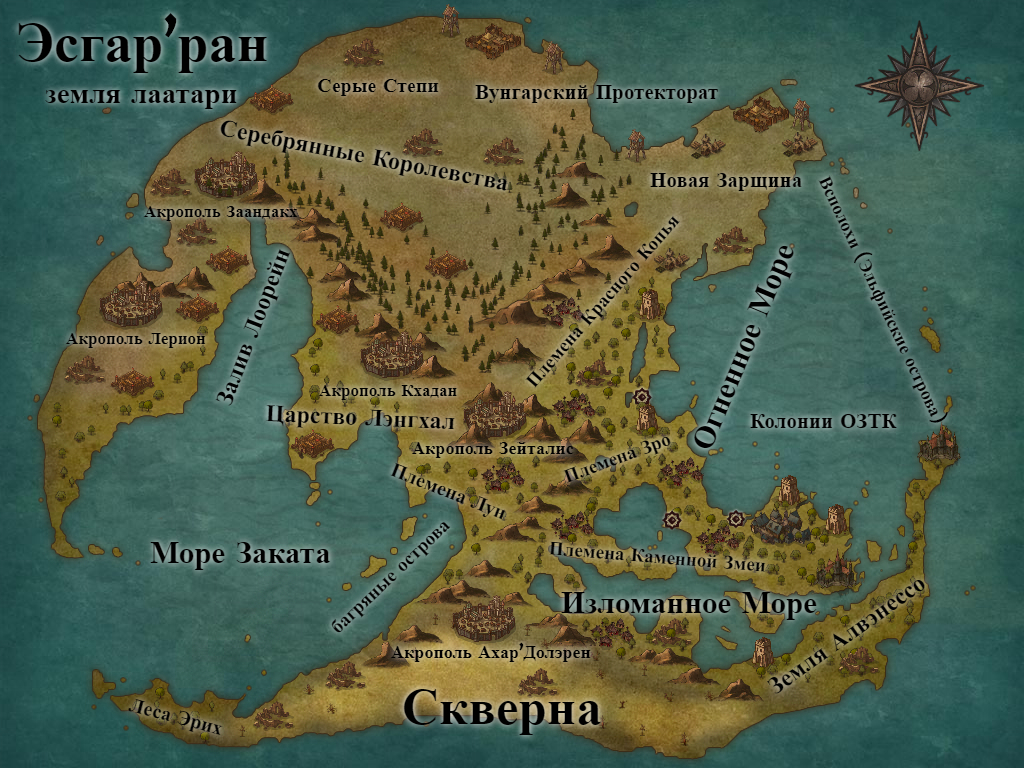 Эсгар'ран
земля лаатари
Серые Степи
Вунгарский Протекторат
Серебрянные Королевства
Новая Зарщина
Акрополь Заандакх
Всполохи (Эльфийские острова)
Племена Красного Копья
Огненное Море
Залив Лоорейн
Акрополь Лерион
Акрополь Кхадан
Царство Лэнгхал
Колонии ОЗТК
Акрополь Зейталис
Племена Зро
Племена Лун
Море Заката
багряные острова
Племена Каменной Змеи
Изломанное Море
Земля Алвэнессо
Акрополь Ахар'Долэрен
Скверна
Леса Эрих